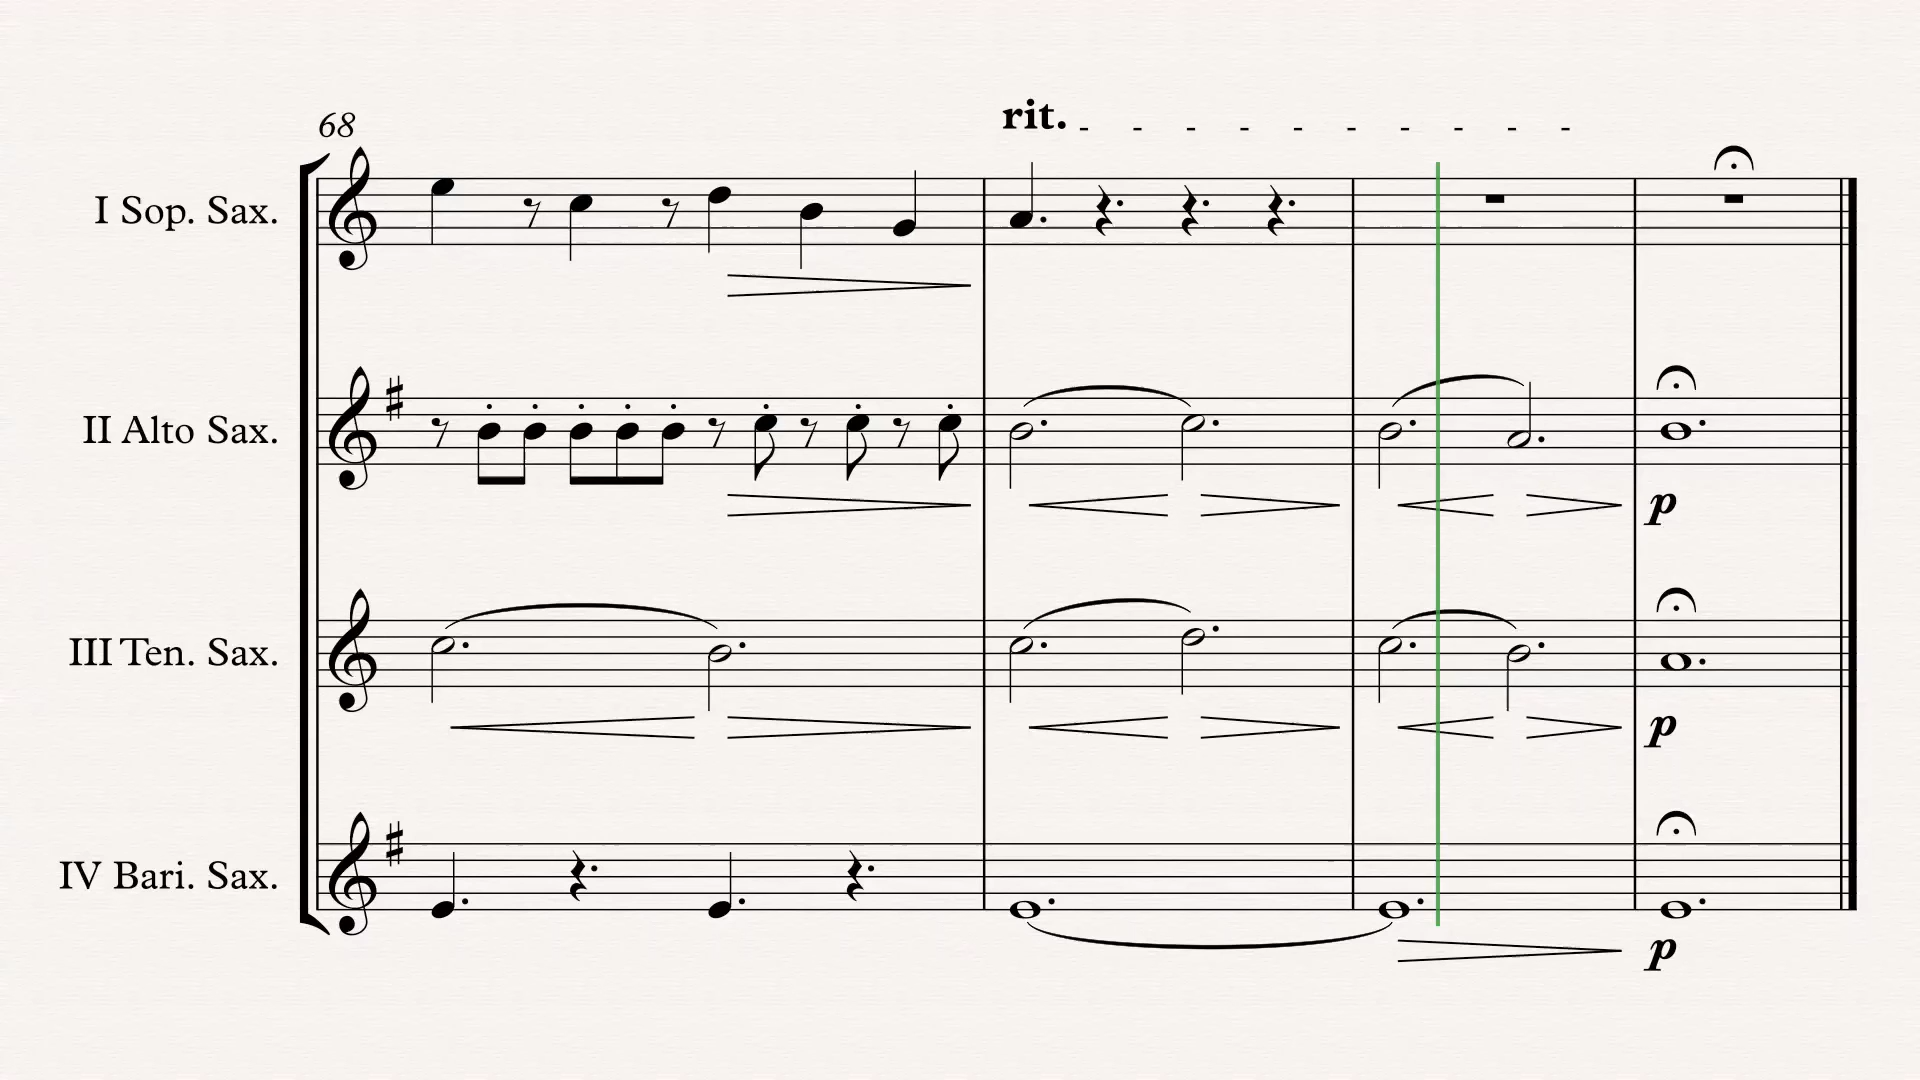 rit.
68
I Sop. Sax.
II Alto Sax.
p
III Ten. Sax.
p
IV Bari. Sax.
p